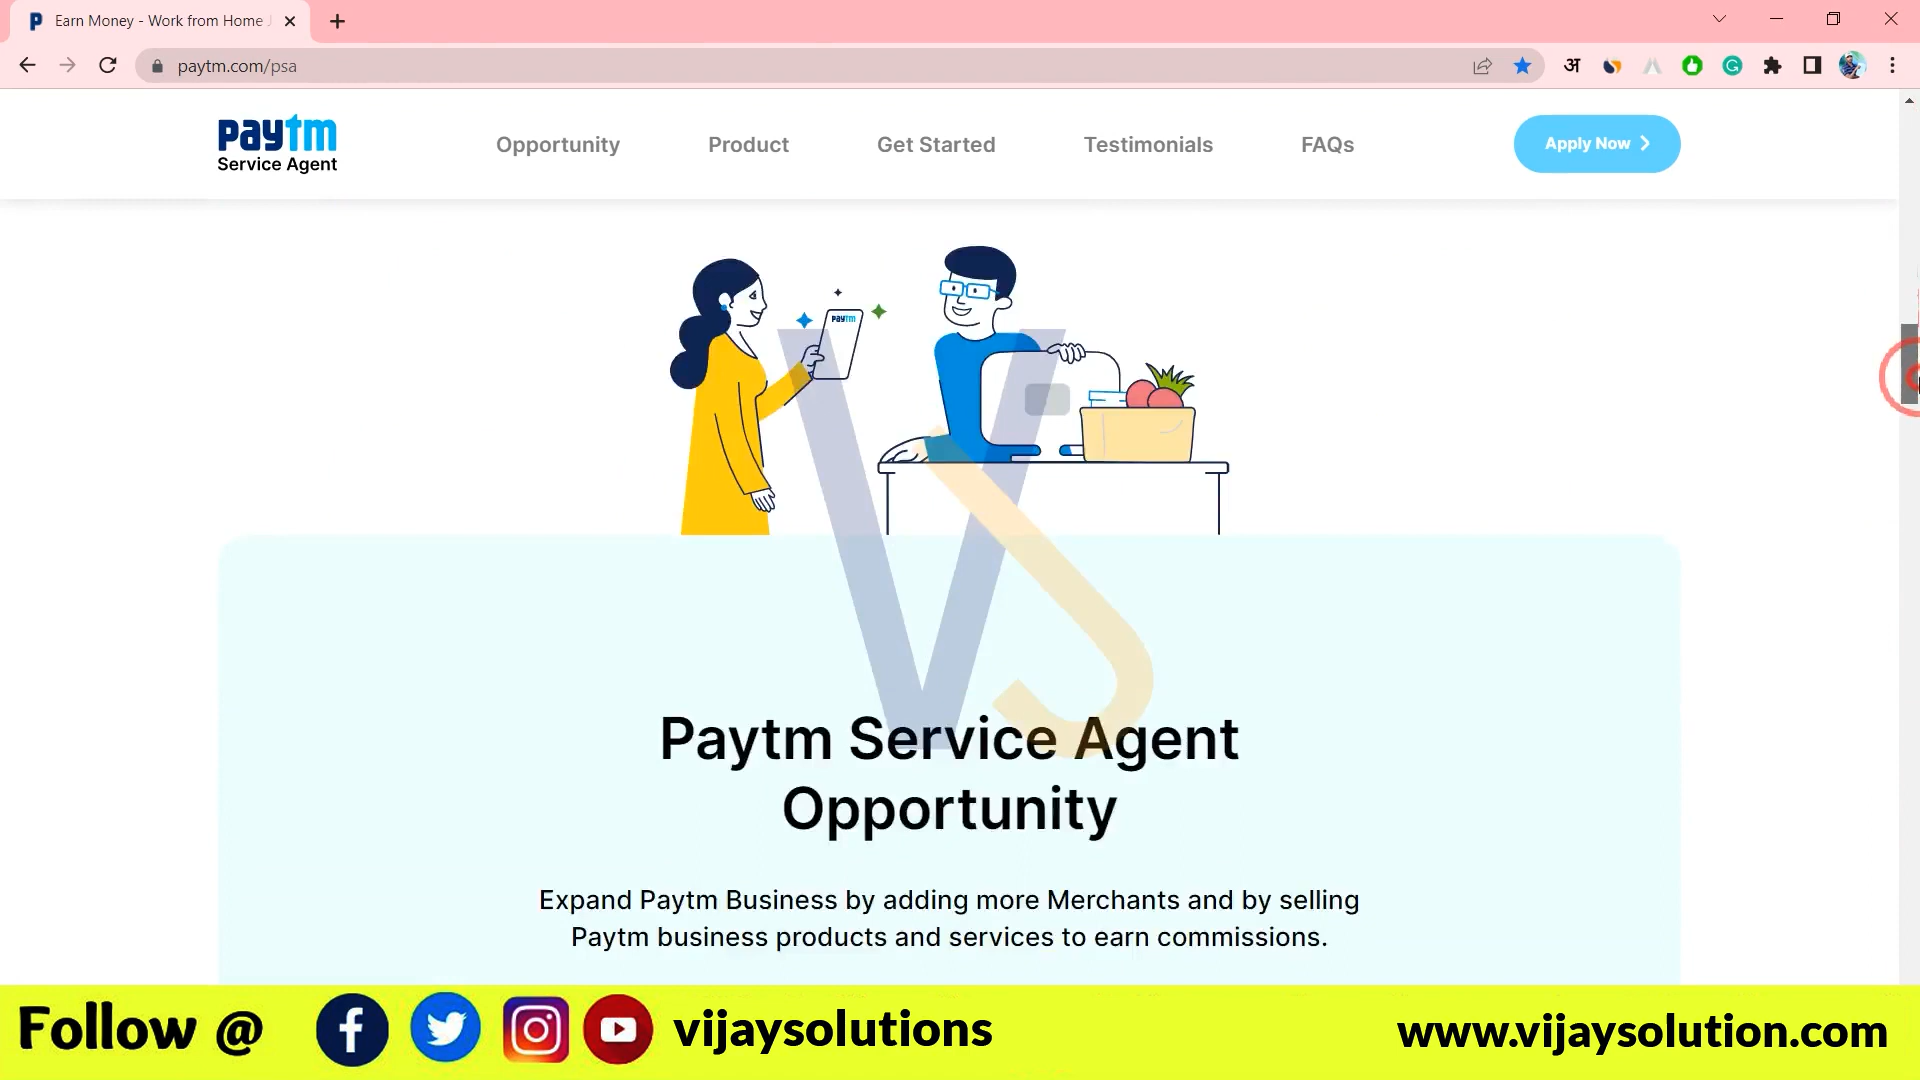 Earn Money - Work from Home J
paytm.com/psa
अ
paytm
Service Agent
Opportunity
Product
Get Started
Testimonials
FAQs
Apply Now
paytm
VS
Paytm Service Agent
Opportunity
Expand Paytm Business by adding more Merchants and by selling
Paytm business products and services to earn commissions.
Follow @
vijaysolutions
www.vijaysolution.com